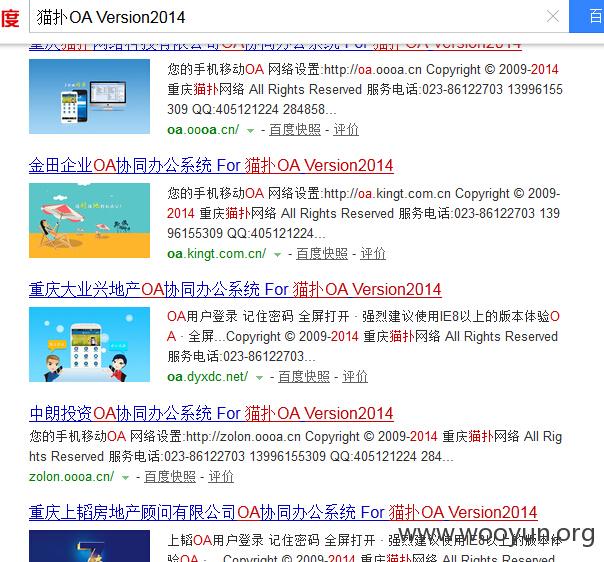 度 猫扑OA Version2014 百
重庆猫扑网络科技有限公司OA协同办公系统 For 猫扑OA Version2014
您的手机移动OA 网络设置:http://oa.oooa.cn Copyright © 2009-2014
重庆猫扑网络 All Rights Reserved 服务电话:023-86122703 13996155
309 QQ:405121224 284858...
oa.oooa.cn/ - 百度快照 - 评价
金田企业OA协同办公系统 For 猫扑OA Version2014
您的手机移动OA 网络设置:http://oa.kingt.com.cn Copyright © 2009-
2014 重庆猫扑网络 All Rights Reserved 服务电话:023-86122703 139
96155309 QQ:405121224...
oa.kingt.com.cn/ - 百度快照 - 评价
重庆大业兴地产OA协同办公系统 For 猫扑OA Version2014
OA用户登录 记住密码 全屏打开 · 强烈建议使用IE8以上的版本体验O
A · 全屏...Copyright © 2009-2014 重庆猫扑网络 All Rights Reserved
服务电话:023-86122703...
oa.dyxdc.net/ - 百度快照 - 评价
中朗投资OA协同办公系统 For 猫扑OA Version2014
您的手机移动OA 网络设置:http://zolon.oooa.cn Copyright © 2009-2014 重庆猫扑网络 All Rig
hts Reserved 服务电话:023-86122703 13996155309 QQ:405121224 284...
zolon.oooa.cn/ - 百度快照 - 评价
重庆上韬房地产顾问有限公司OA协同办公系统 For 猫扑OA Version2014
上韬OA用户登录 记住密码 全屏打开 · 强烈建议使用IE8以上的版本体
验OA · ...Copyright © 2009-2014 重庆猫扑网络 All Rights Reserved
www.wooyun.org